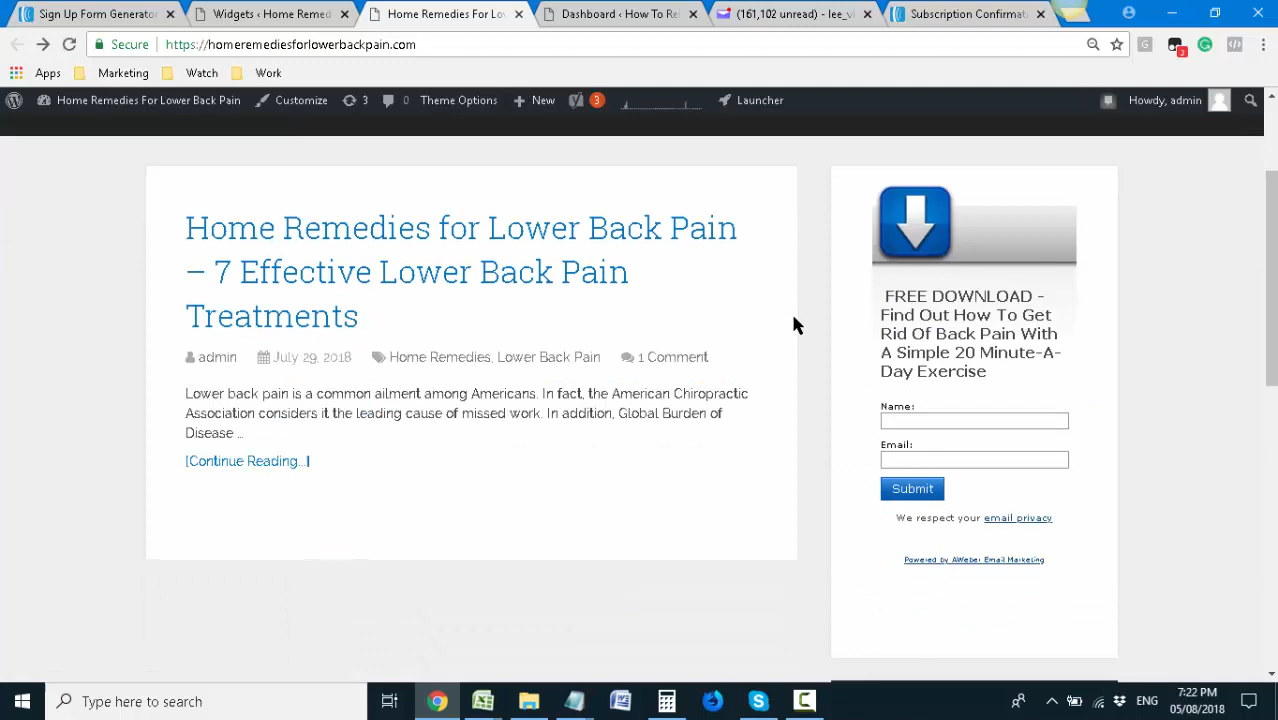 Sign Up Form Generato
Widgets ‹ Home Remed
Home Remedies For Lo
Dashboard ‹ How To Re
(161,102 unread) - lee_v
Subscription Confirmat
Secure
https://homeremediesforlowerbackpain.com
G
3
Apps
Marketing
Watch
Work
Home Remedies For Lower Back Pain
Customize
3
0
Theme Options
New
3
Launcher
Howdy, admin
Home Remedies for Lower Back Pain
– 7 Effective Lower Back Pain
Treatments
admin
July 29, 2018
Home Remedies, Lower Back Pain
1 Comment
Lower back pain is a common ailment among Americans. In fact, the American Chiropractic
Association considers it the leading cause of missed work. In addition, Global Burden of
Disease ...
[Continue Reading...]
FREE DOWNLOAD -
Find Out How To Get
Rid Of Back Pain With
A Simple 20 Minute-A-
Day Exercise
Name:
Email:
Submit
We respect your email privacy
Powered by AWeber Email Marketing
Type here to search
ENG
7:22 PM
05/08/2018